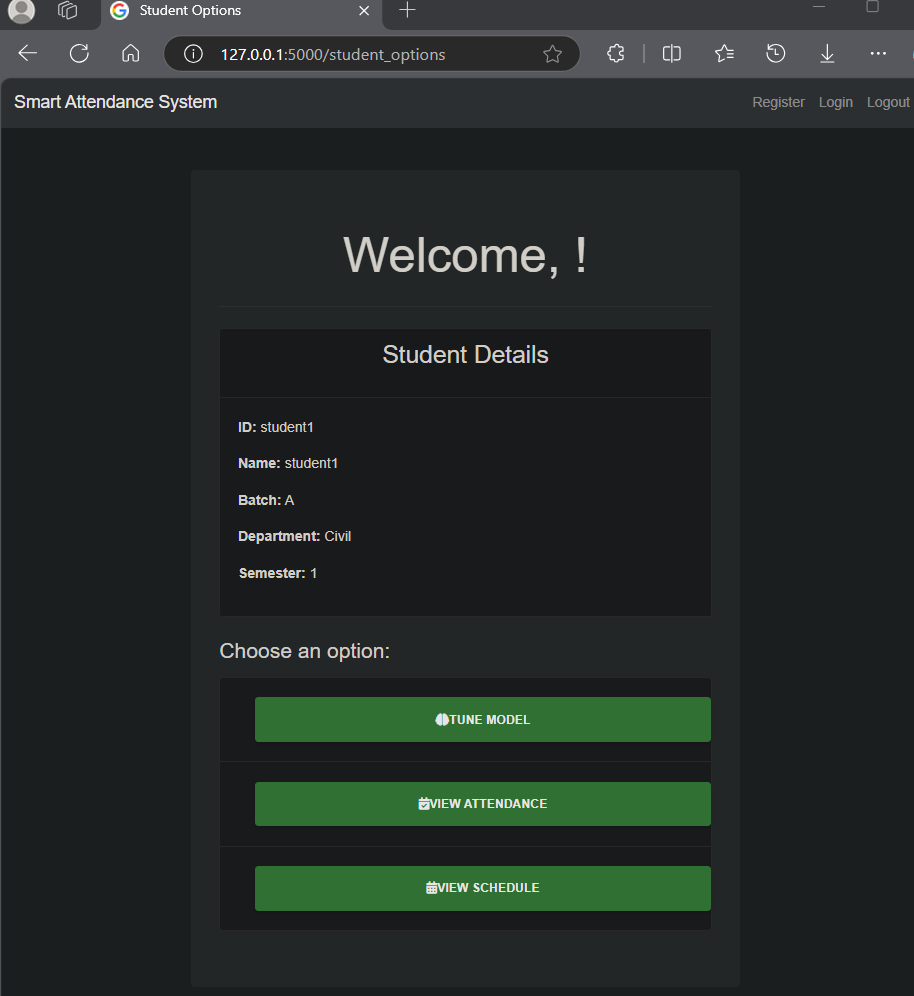 Student Options
127.0.0.1:5000/student_options
Smart Attendance System
Register Login Logout
Welcome, !
Student Details
ID: student1
Name: student1
Batch: A
Department: Civil
Semester: 1
Choose an option:
TUNE MODEL
VIEW ATTENDANCE
VIEW SCHEDULE